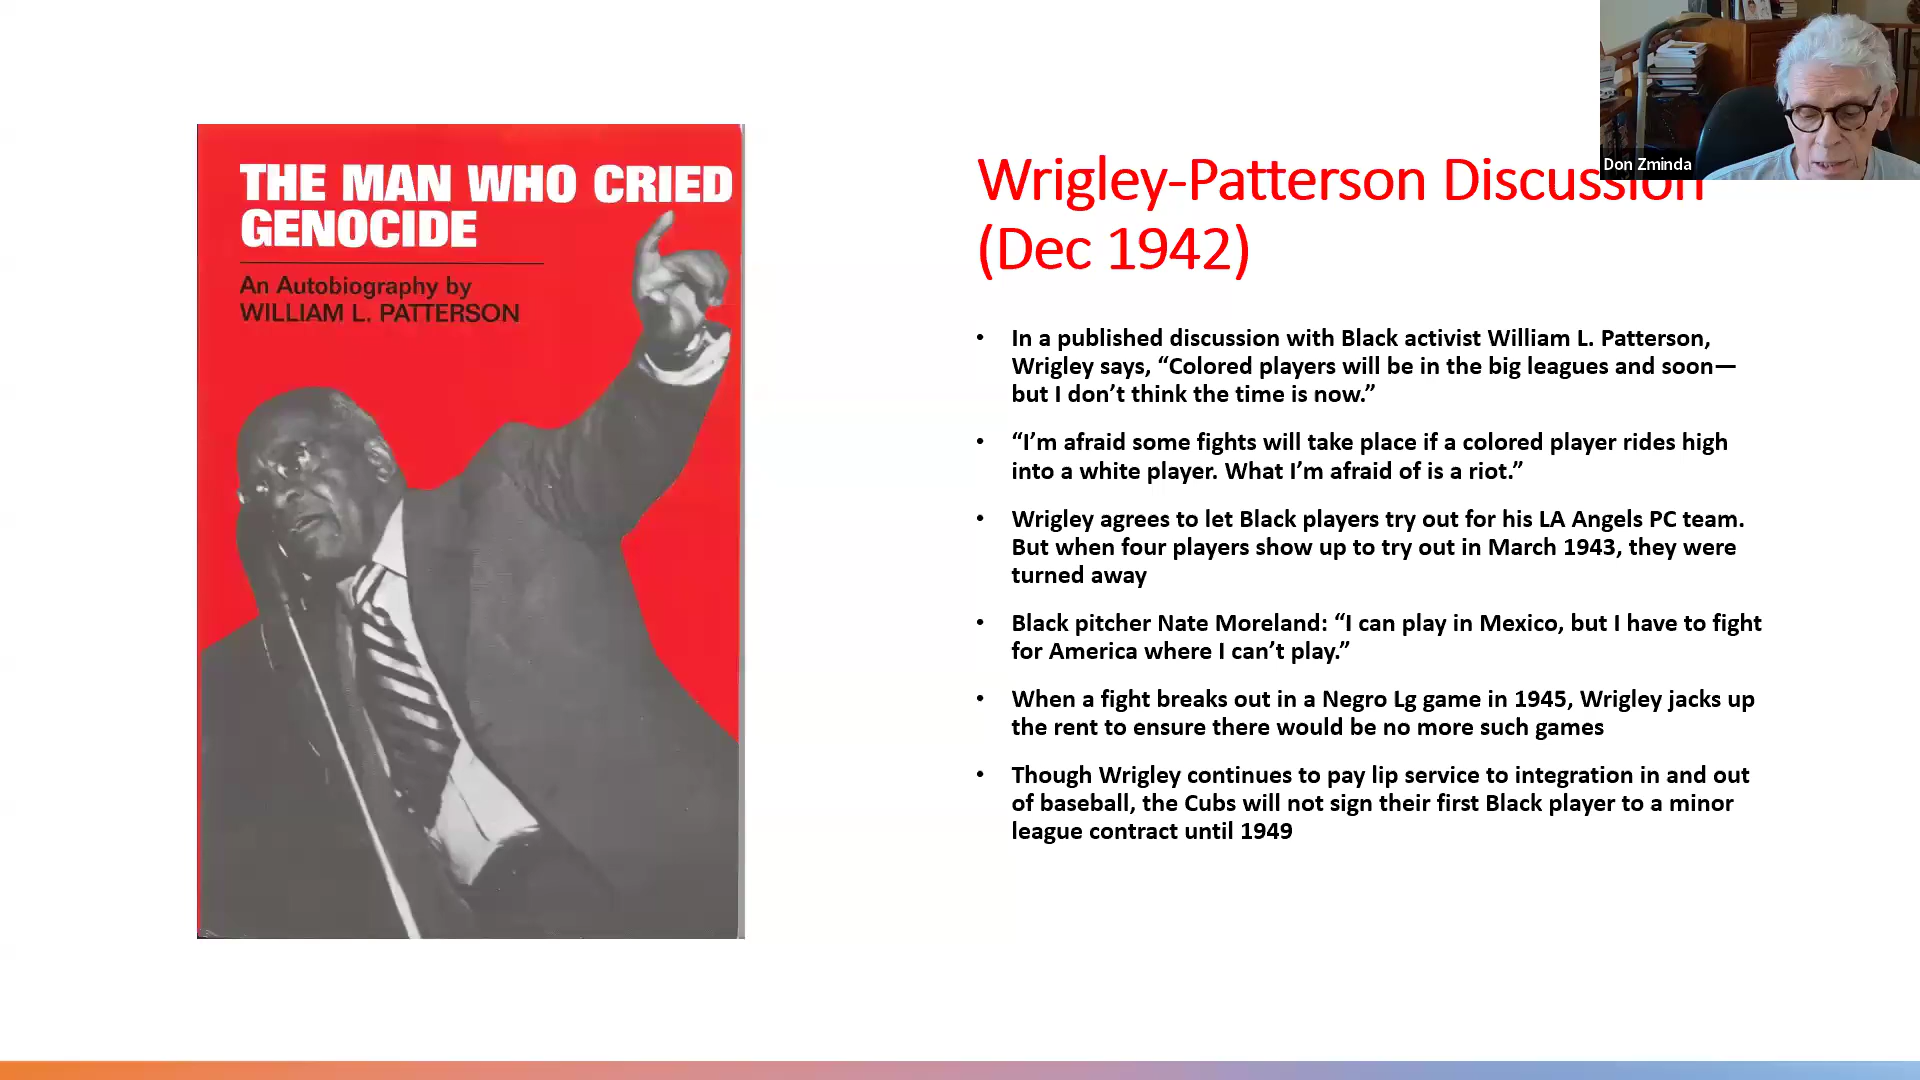 THE MAN WHO CRIED
GENOCIDE
An Autobiography by
WILLIAM L. PATTERSON
Don Zminda
Wrigley-Patterson Discussion
(Dec 1942)
• In a published discussion with Black activist William L. Patterson,
Wrigley says, “Colored players will be in the big leagues and soon—
but I don’t think the time is now.”
• “I’m afraid some fights will take place if a colored player rides high
into a white player. What I’m afraid of is a riot.”
• Wrigley agrees to let Black players try out for his LA Angels PC team.
But when four players show up to try out in March 1943, they were
turned away
• Black pitcher Nate Moreland: “I can play in Mexico, but I have to fight
for America where I can’t play.”
• When a fight breaks out in a Negro Lg game in 1945, Wrigley jacks up
the rent to ensure there would be no more such games
• Though Wrigley continues to pay lip service to integration in and out
of baseball, the Cubs will not sign their first Black player to a minor
league contract until 1949